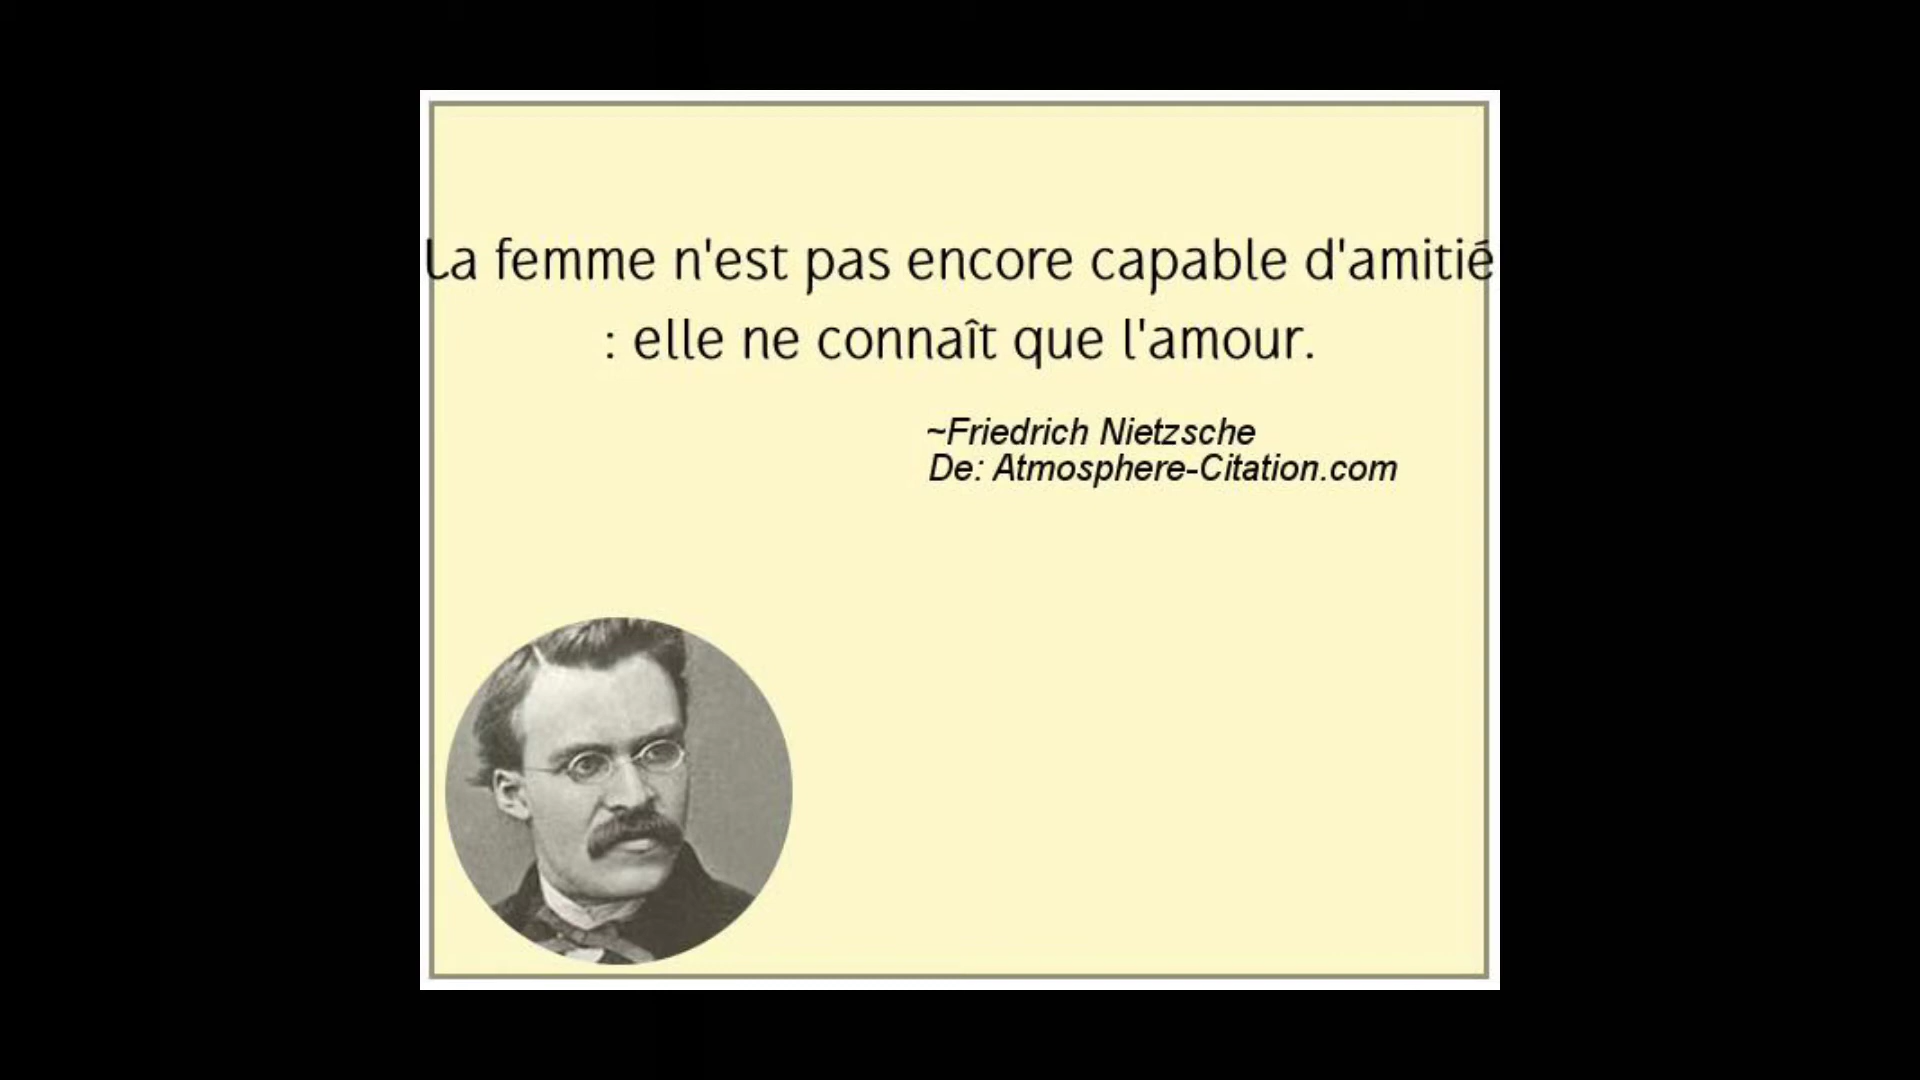 La femme n'est pas encore capable d'amitié
: elle ne connaît que l'amour.
~Friedrich Nietzsche
De: Atmosphere-Citation.com